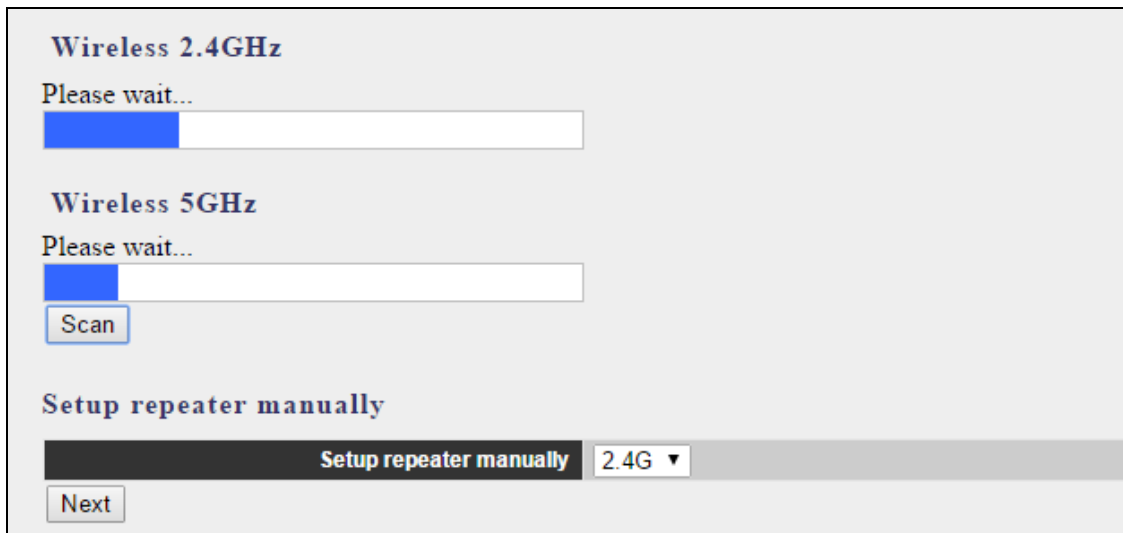 Wireless 2.4GHz
Please wait...
Wireless 5GHz
Please wait...
Scan
Setup repeater manually
Setup repeater manually 2.4G
Next